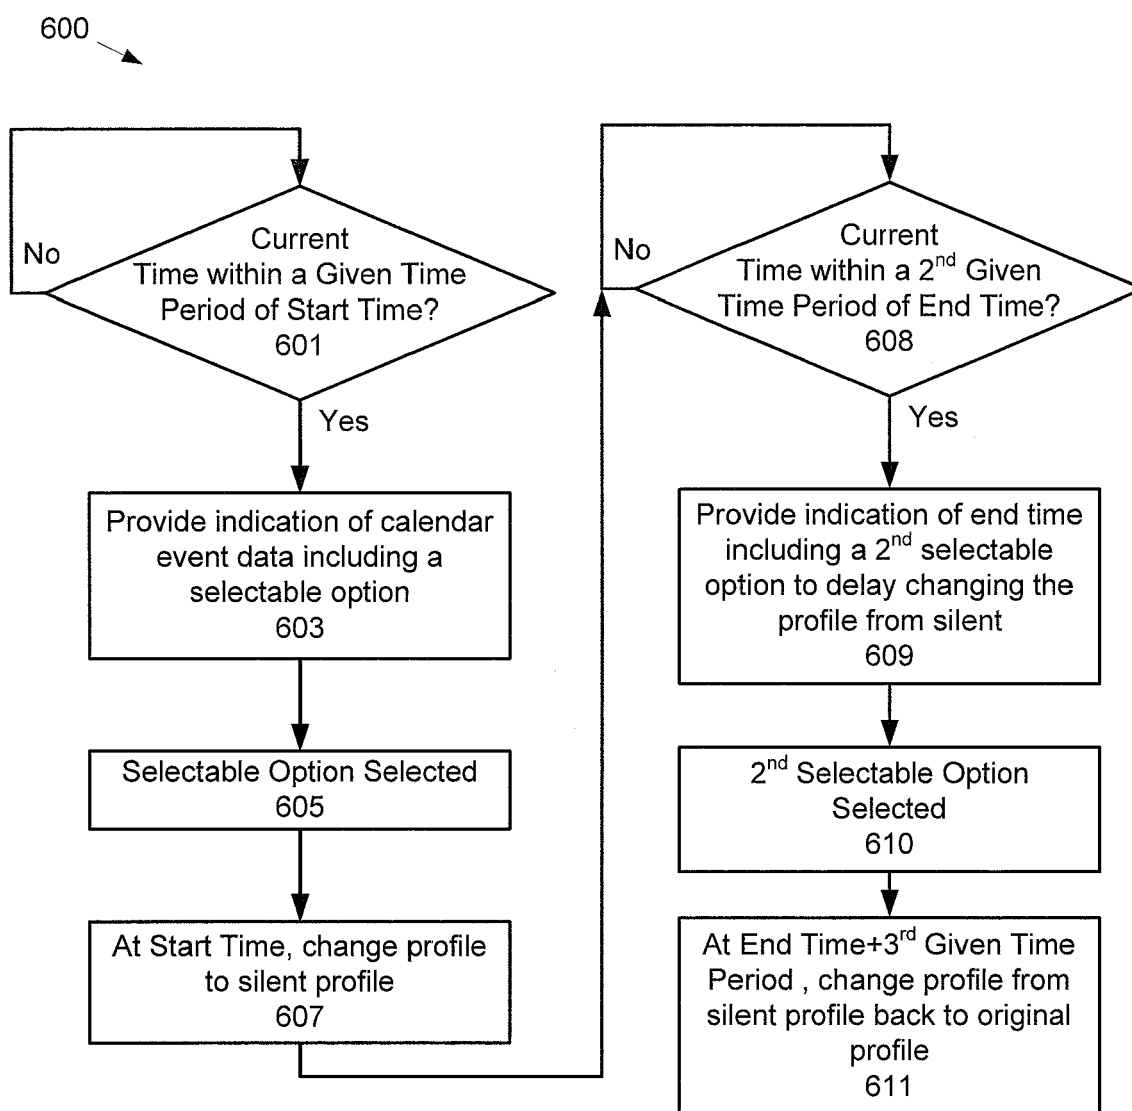 600
No
Current
Time within a Given Time
Period of Start Time?
601
Yes
Provide indication of calendar
event data including a
selectable option
603
Selectable Option Selected
605
At Start Time, change profile
to silent profile
607
No
Current
Time within a 2nd Given
Time Period of End Time?
608
Yes
Provide indication of end time
including a 2nd selectable
option to delay changing the
profile from silent
609
2nd Selectable Option
Selected
610
At End Time+3rd Given Time
Period , change profile from
silent profile back to original
profile
611